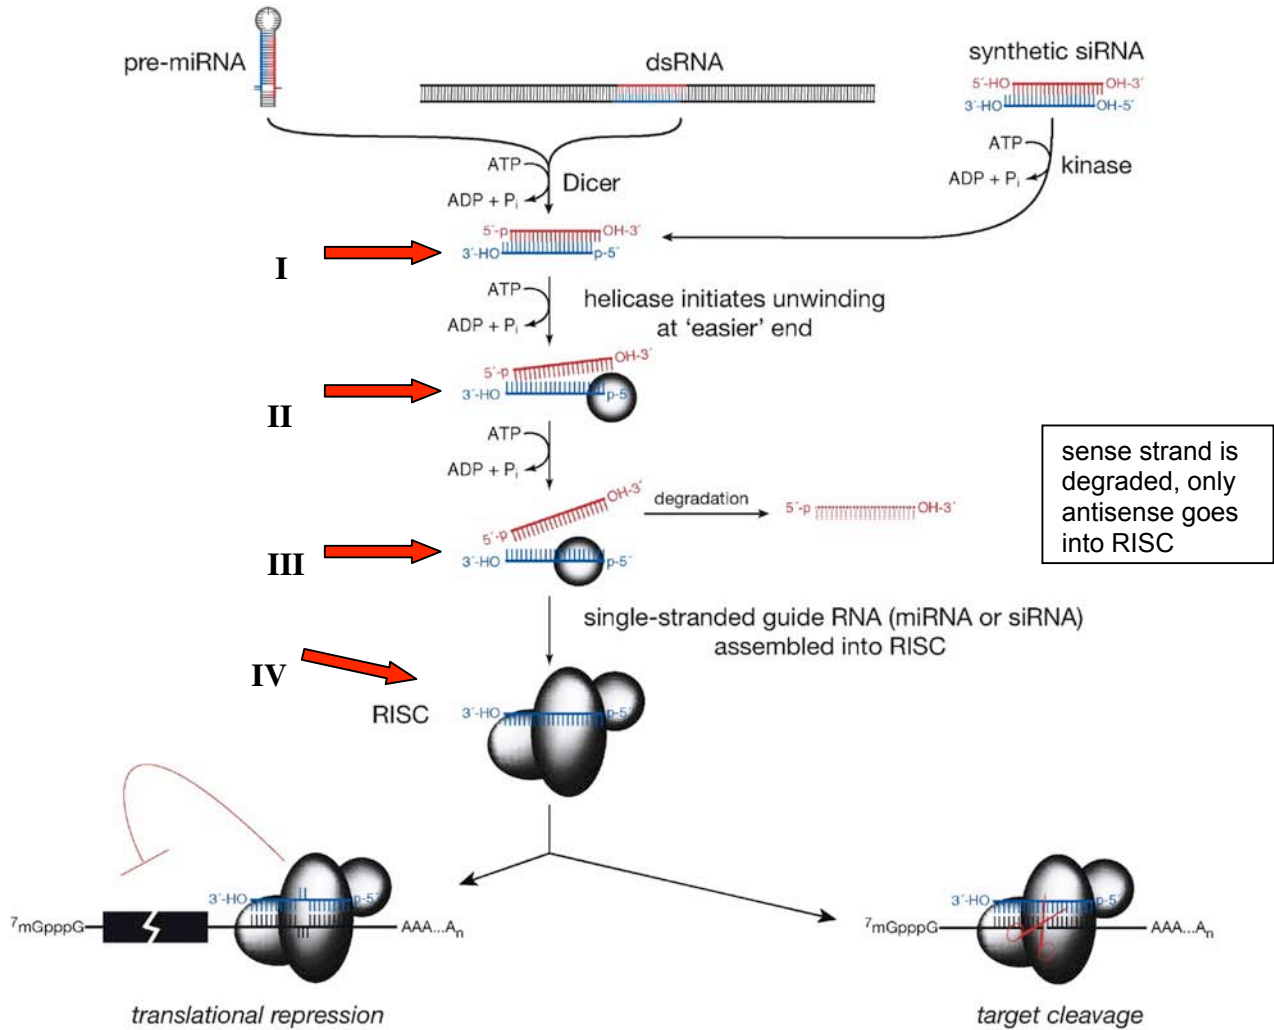 pre-miRNA
dsRNA
synthetic siRNA
5´-HO OH-3´
3´-HO OH-5´
ATP
ADP + Pi
kinase
ATP
ADP + Pi
Dicer
I
5´-p OH-3´
3´-HO p-5´
ATP
ADP + Pi
helicase initiates unwinding
at ‘easier’ end
II
5´-p OH-3´
3´-HO p-5´
ATP
ADP + Pi
sense strand is
degraded, only
antisense goes
into RISC
III
5´-p OH-3´
3´-HO p-5´
degradation
5´-p OH-3´
single-stranded guide RNA (miRNA or siRNA)
assembled into RISC
IV
RISC
3´-HO p-5´
3´-HO p-5´
7mGpppG AAA...An
translational repression
3´-HO p-5´
7mGpppG AAA...An
target cleavage